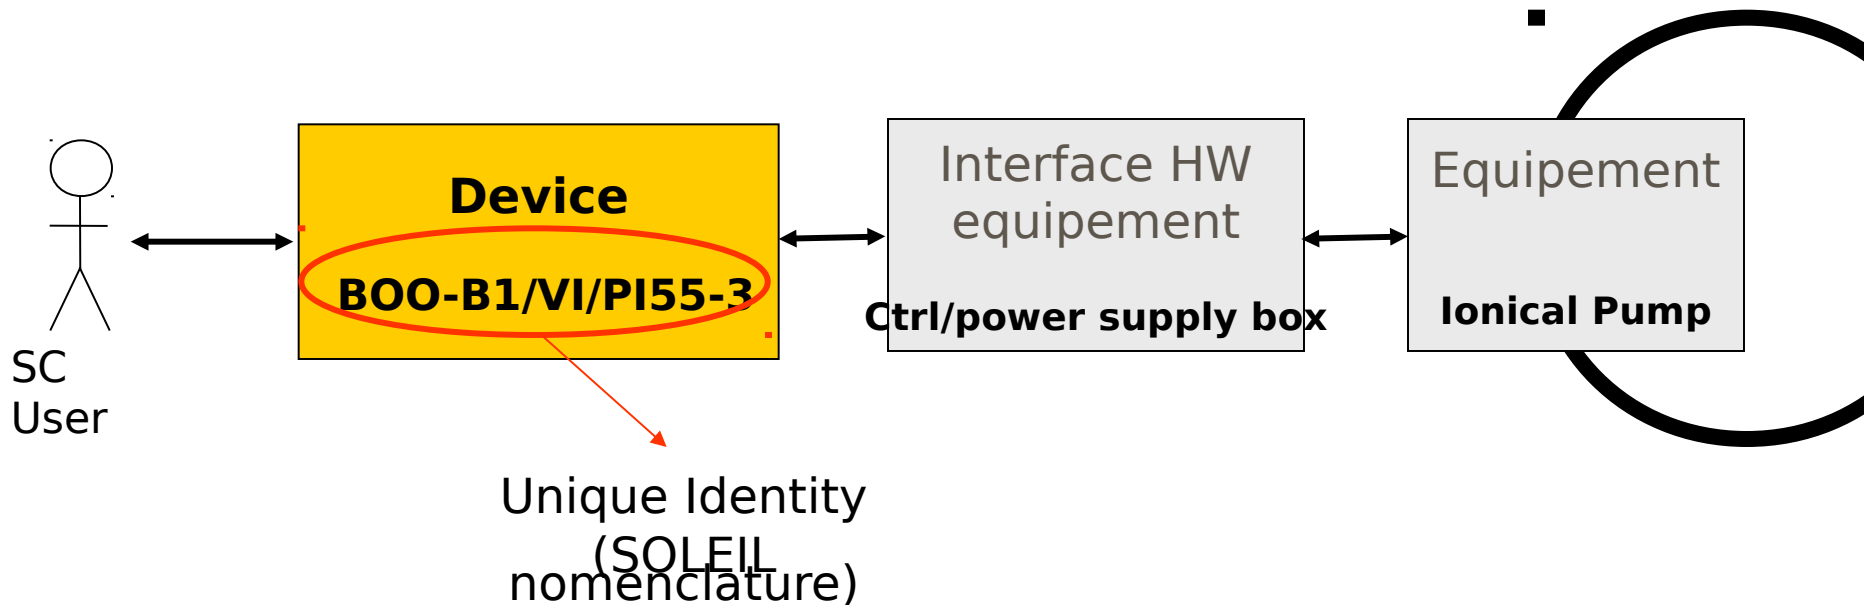 SC
User
Device
BOO-B1/VI/PI55-3
Unique Identity
(SOLEIL
nomenclature)
Interface HW
equipement
Ctrl/power supply box
Equipement
Ionical Pump